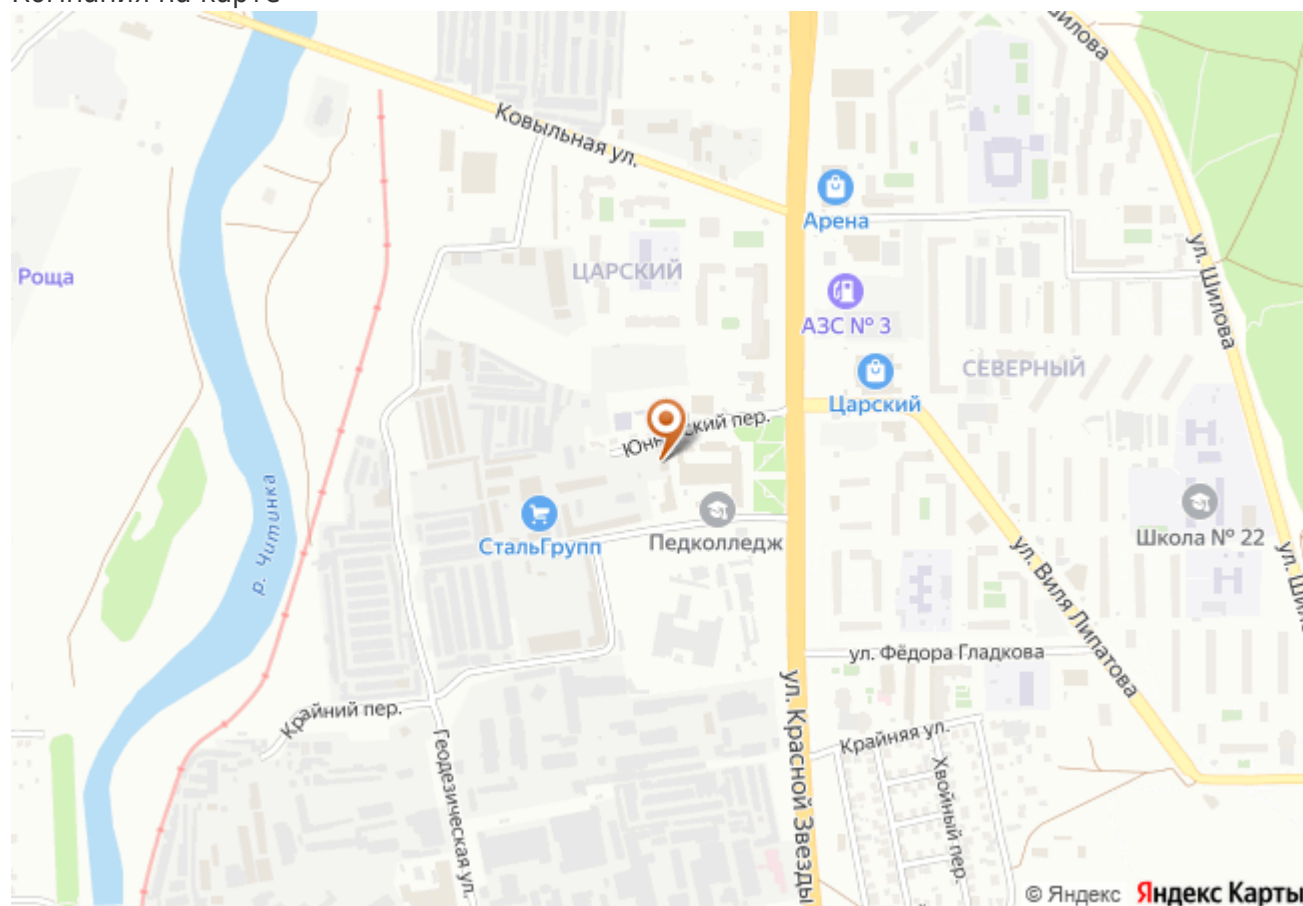 Ковыльная ул.
Шилова
Арена
ЦАРСКИЙ
Роща
ул. Шилова
АЗС № 3
СЕВЕРНЫЙ
Царский
р. Читинка
СтальГрупп
Педколледж
Школа № 22
ул. Виля Липатова
ул. Фёдора Гладкова
Крайний пер.
ул. Красной Звезды
Крайняя ул.
Геодезическая ул.
Хвойный пер.
© Яндекс Яндекс Карты